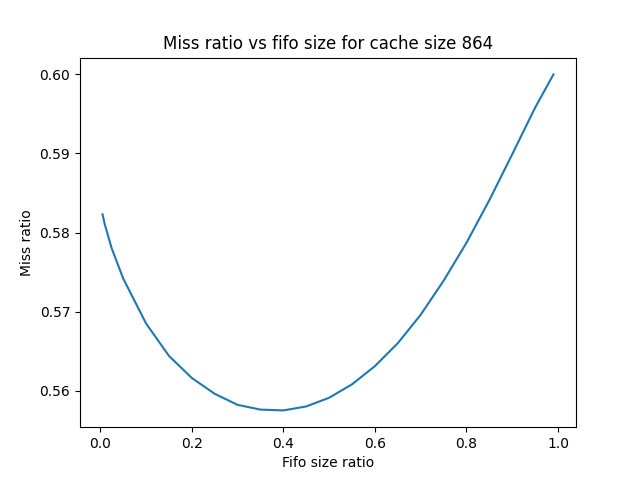 Miss ratio vs fifo size for cache size 864
0.60
0.59
0.58
0.57
0.56
Miss ratio
0.0 0.2 0.4 0.6 0.8 1.0
Fifo size ratio